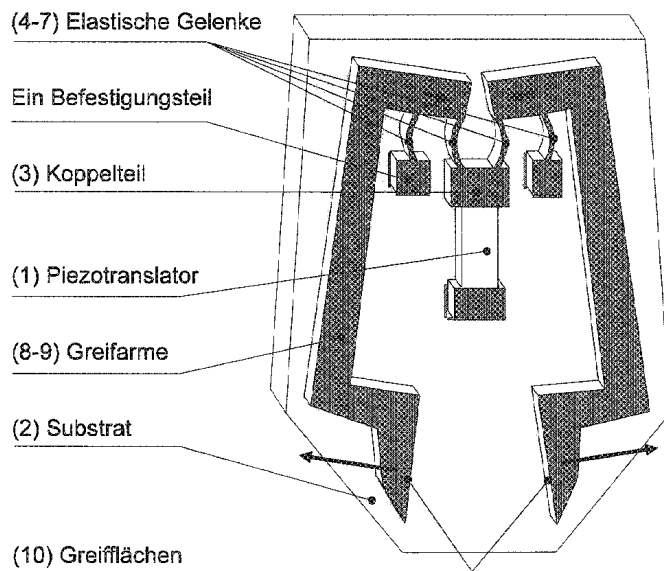 (4-7) Elastische Gelenke
Ein Befestigungsteil
(3) Koppelteil
(1) Piezotranslator
(8-9) Greifarme
(2) Substrat
(10) Greifflächen